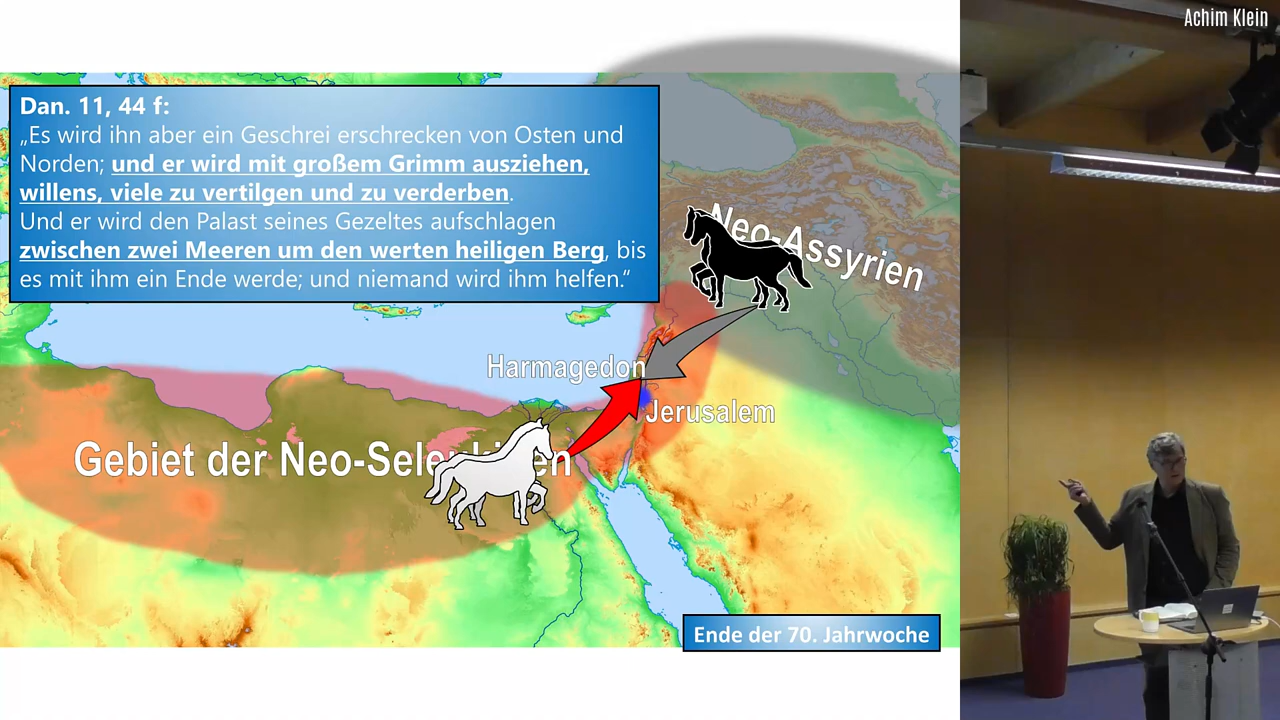 Achim Klein
Dan. 11, 44 f:
„Es wird ihn aber ein Geschrei erschrecken von Osten und
Norden; und er wird mit großem Grimm ausziehen,
willens, viele zu vertilgen und zu verderben.
Und er wird den Palast seines Gezeltes aufschlagen
zwischen zwei Meeren um den werten heiligen Berg, bis
es mit ihm ein Ende werde; und niemand wird ihm helfen.“
Neo-Assyrien
Harmagedon
Jerusalem
Gebiet der Neo-Seleukiden
Ende der 70. Jahrwoche